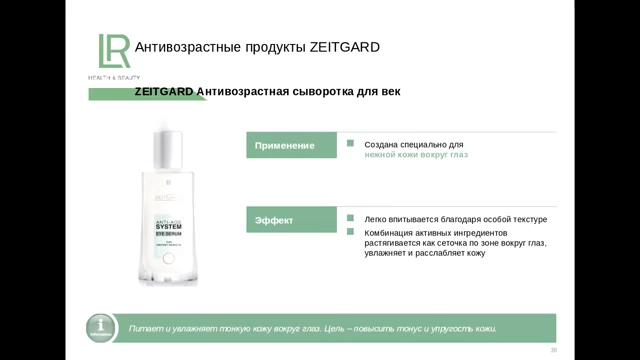 LR
Антивозрастные продукты ZEITGARD
HEALTH & BEAUTY
ZEITGARD Антивозрастная сыворотка для век
Применение
Создана специально для
нежной кожи вокруг глаз
ANTI-AGE
SYSTEM
EYE SERUM
Эффект
Легко впитывается благодаря особой текстуре
Комбинация активных ингредиентов
растягивается как сеточка по зоне вокруг глаз,
увлажняет и расслабляет кожу
Питает и увлажняет тонкую кожу вокруг глаз. Цель – повысить тонус и упругость кожи.